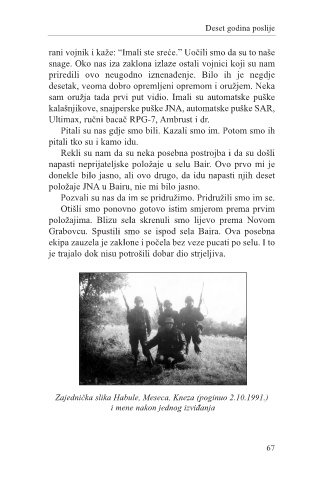 Deset godina poslije
rani vojnik i kaže: “Imali ste sreće.” Uočili smo da su to naše
snage. Oko nas iza zaklona izlaze ostali vojnici koji su nam
priredili ovo neugodno iznenađenje. Bilo ih je negdje
desetak, veoma dobro opremljeni opremom i oružjem. Neka
sam oružja tada prvi put vidio. Imali su automatske puške
kalašnjikove, snajperske puške JNA, automatske puške SAR,
Ultimax, ručni bacač RPG-7, Ambrust i dr.
Pitali su nas gdje smo bili. Kazali smo im. Potom smo ih
pitali tko su i kamo idu.
Rekli su nam da su neka posebna postrojba i da su došli
napasti neprijateljske položaje u selu Bair. Ovo prvo mi je
donekle bilo jasno, ali ovo drugo, da idu napasti njih deset
položaje JNA u Bairu, nie mi bilo jasno.
Pozvali su nas da im se pridružimo. Pridružili smo im se.
Otišli smo ponovno gotovo istim smjerom prema prvim
položajima. Blizu sela skrenuli smo lijevo prema Novom
Grabovcu. Spustili smo se ispod sela Baira. Ova posebna
ekipa zauzela je zaklone i počela bez veze pucati po selu. I to
je trajalo dok nisu potrošili dobar dio strjeljiva.
Zajednička slika Habule, Meseca, Kneza (poginuo 2.10.1991.)
i mene nakon jednog izviđanja
67